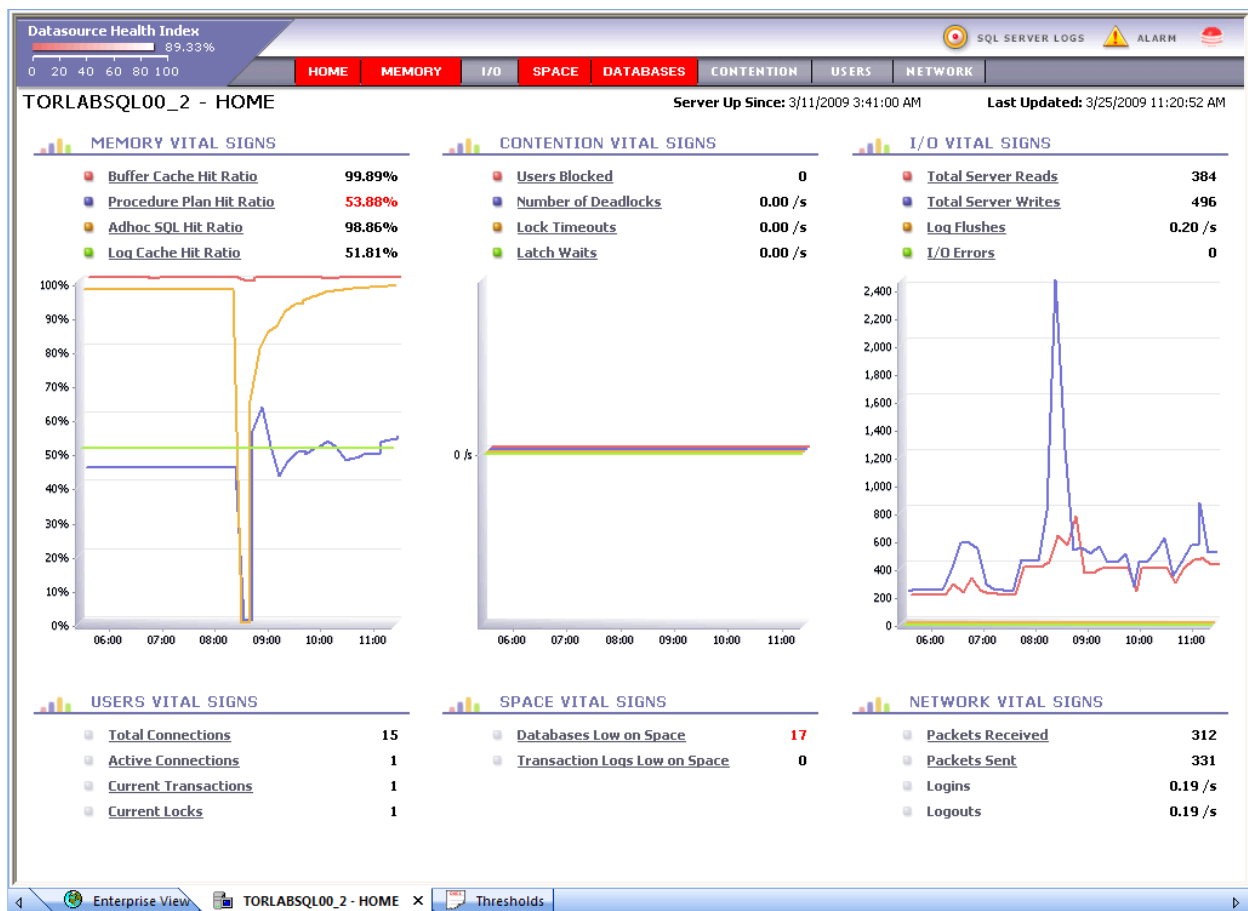 Datasource Health Index
89.33%
0 20 40 60 80 100
SQL SERVER LOGS ALARM
HOME MEMORY I/O SPACE DATABASES CONTENTION USERS NETWORK
TORLABSQL00_2 - HOME Server Up Since: 3/11/2009 3:41:00 AM Last Updated: 3/25/2009 11:20:52 AM
MEMORY VITAL SIGNS
Buffer Cache Hit Ratio 99.89%
Procedure Plan Hit Ratio 53.88%
Adhoc SQL Hit Ratio 98.86%
Log Cache Hit Ratio 51.81%
100%
90%
80%
70%
60%
50%
40%
30%
20%
10%
0%
06:00 07:00 08:00 09:00 10:00 11:00
CONTENTION VITAL SIGNS
Users Blocked 0
Number of Deadlocks 0.00 /s
Lock Timeouts 0.00 /s
Latch Waits 0.00 /s
0 /s
06:00 07:00 08:00 09:00 10:00 11:00
I/O VITAL SIGNS
Total Server Reads 384
Total Server Writes 496
Log Flushes 0.20 /s
I/O Errors 0
2,400
2,200
2,000
1,800
1,600
1,400
1,200
1,000
800
600
400
200
0
06:00 07:00 08:00 09:00 10:00 11:00
USERS VITAL SIGNS
Total Connections 15
Active Connections 1
Current Transactions 1
Current Locks 1
SPACE VITAL SIGNS
Databases Low on Space 17
Transaction Logs Low on Space 0
NETWORK VITAL SIGNS
Packets Received 312
Packets Sent 331
Logins 0.19 /s
Logouts 0.19 /s
Enterprise View TORLABSQL00_2 - HOME Thresholds